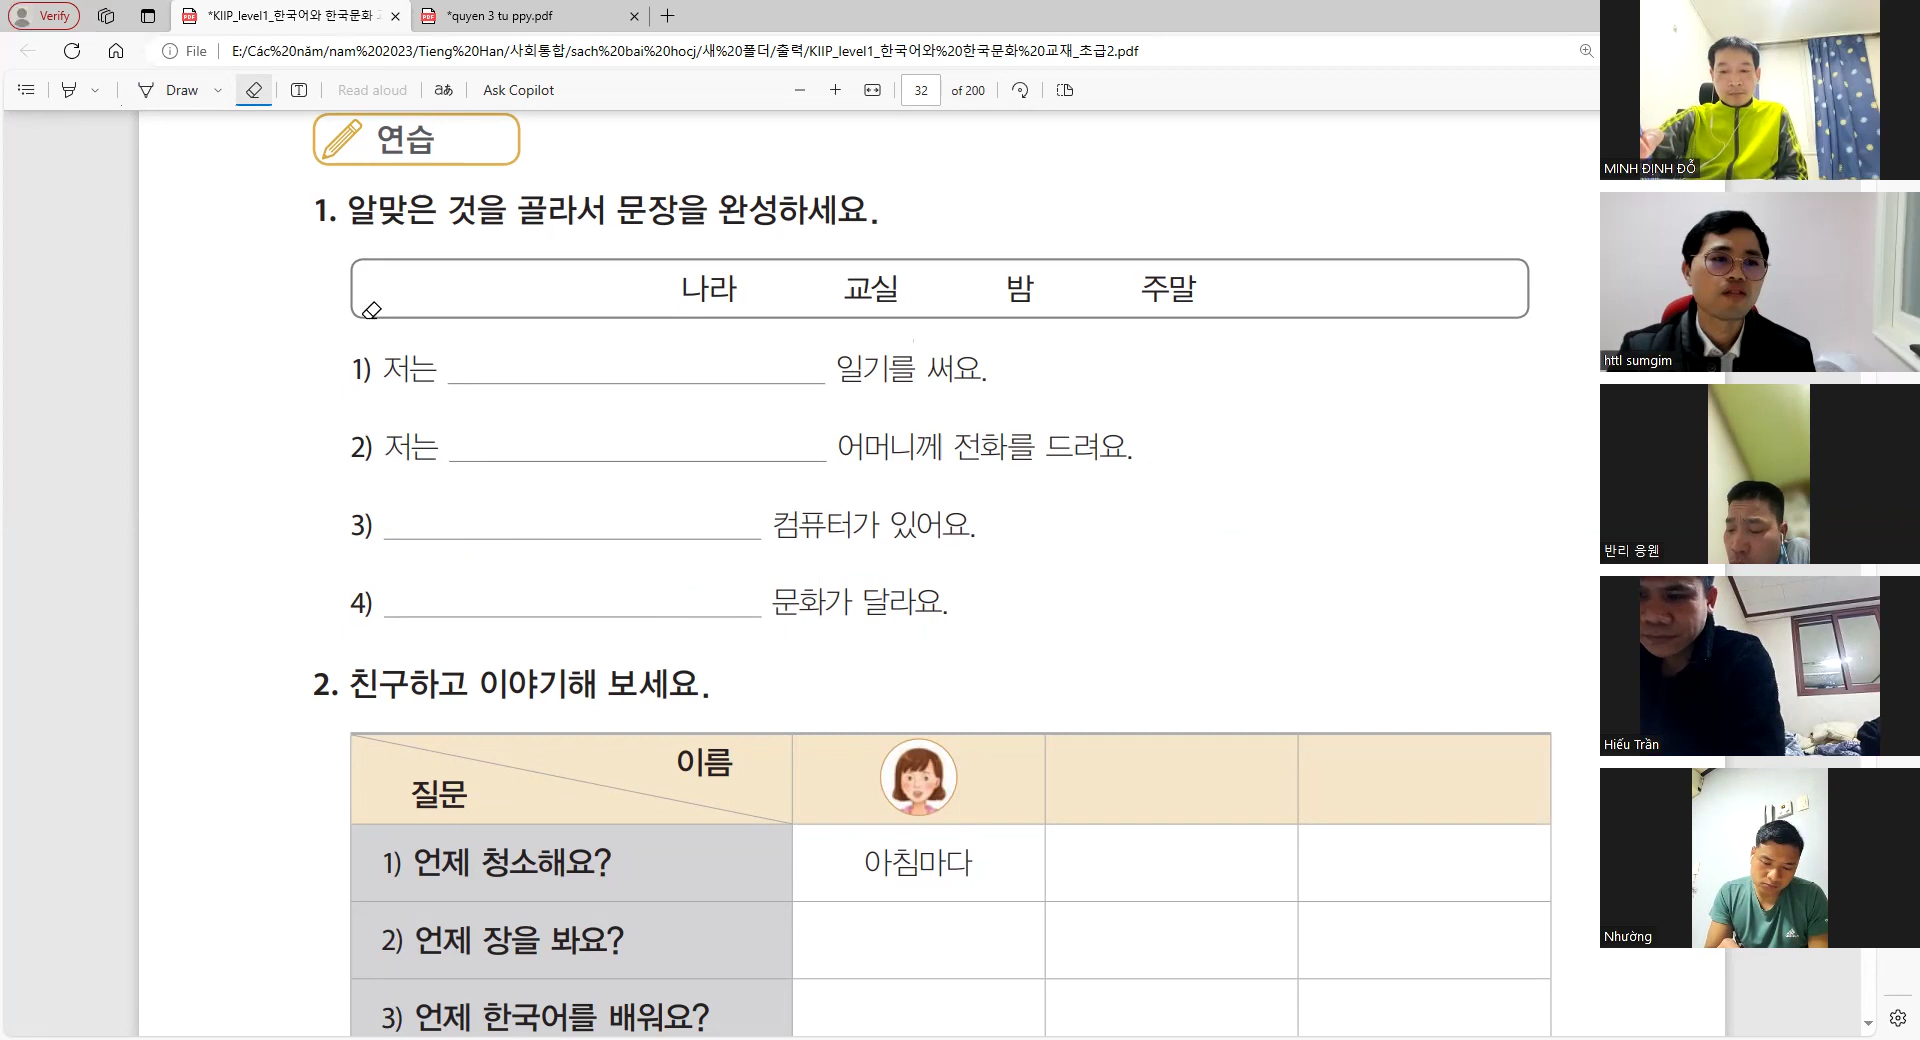 Verify
*KIIP_level1_한국어와 한국문화
*quyen 3 tu ppy.pdf
File
E:/Các%20năm/nam%202023/Tieng%20Han/사회통합/sach%20bai%20hocj/새%20폴더/출력/KIIP_level1_한국어와%20한국문화%20교재_초급2.pdf
Draw
Read aloud
aあ
Ask Copilot
32 of 200
연습
1. 알맞은 것을 골라서 문장을 완성하세요.
나라 교실 밤 주말
1) 저는 일기를 써요.
2) 저는 어머니께 전화를 드려요.
3) 컴퓨터가 있어요.
4) 문화가 달라요.
2. 친구하고 이야기해 보세요.
이름
질문
1) 언제 청소해요? 아침마다
2) 언제 장을 봐요?
3) 언제 한국어를 배워요?
MINH ĐỊNH ĐỖ
httl sumgim
반리 응웬
Hiếu Trần
Nhường